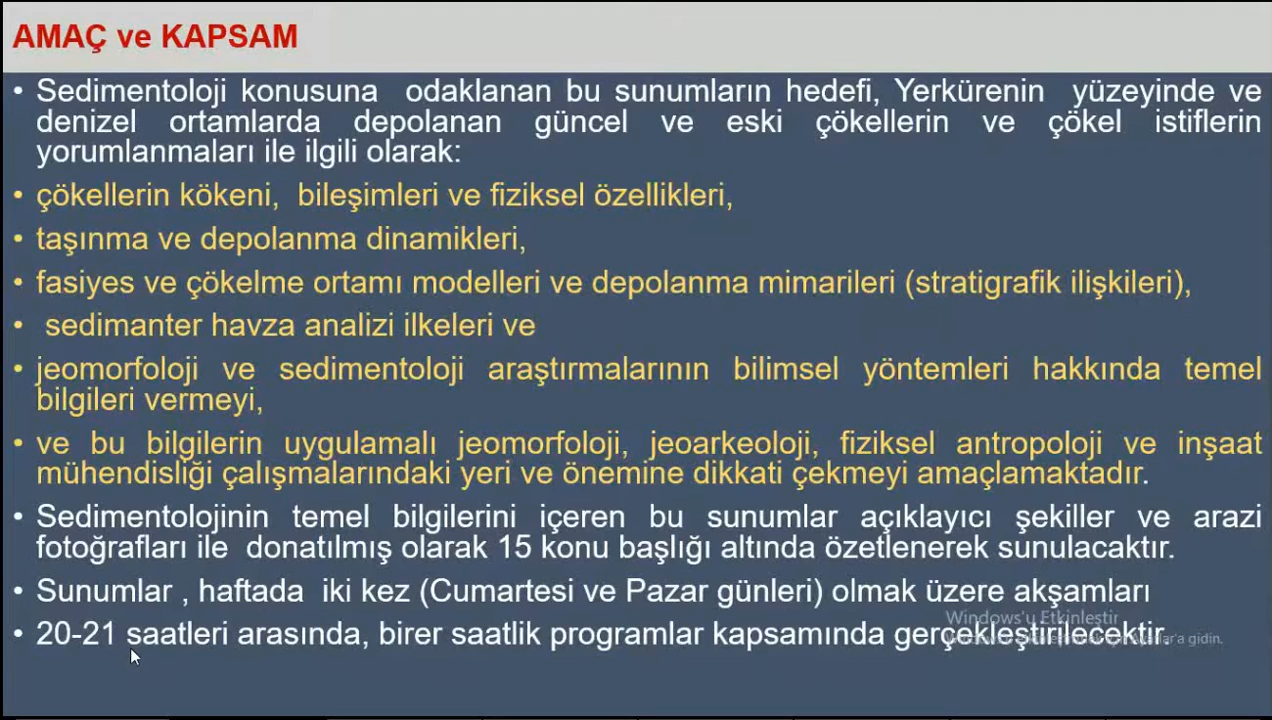 AMAÇ ve KAPSAM
• Sedimentoloji konusuna odaklanan bu sunumların hedefi, Yerkürenin yüzeyinde ve
denizel ortamlarda depolanan güncel ve eski çökellerin ve çökel istiflerin
yorumlanmaları ile ilgili olarak:
• çökellerin kökeni, bileşimleri ve fiziksel özellikleri,
• taşınma ve depolanma dinamikleri,
• fasiyes ve çökelme ortamı modelleri ve depolanma mimarileri (stratigrafik ilişkileri),
• sedimanter havza analizi ilkeleri ve
• jeomorfoloji ve sedimentoloji araştırmalarının bilimsel yöntemleri hakkında temel
bilgileri vermeyi,
• ve bu bilgilerin uygulamalı jeomorfoloji, jeoarkeoloji, fiziksel antropoloji ve inşaat
mühendisliği çalışmalarındaki yeri ve önemine dikkati çekmeyi amaçlamaktadır.
• Sedimentolojinin temel bilgilerini içeren bu sunumlar açıklayıcı şekiller ve arazi
fotoğrafları ile donatılmış olarak 15 konu başlığı altında özetlenerek sunulacaktır.
• Sunumlar , haftada iki kez (Cumartesi ve Pazar günleri) olmak üzere akşamları
• 20-21 saatleri arasında, birer saatlik programlar kapsamında gerçekleştirilecektir.
Windows'u Etkinleştir
gidin.